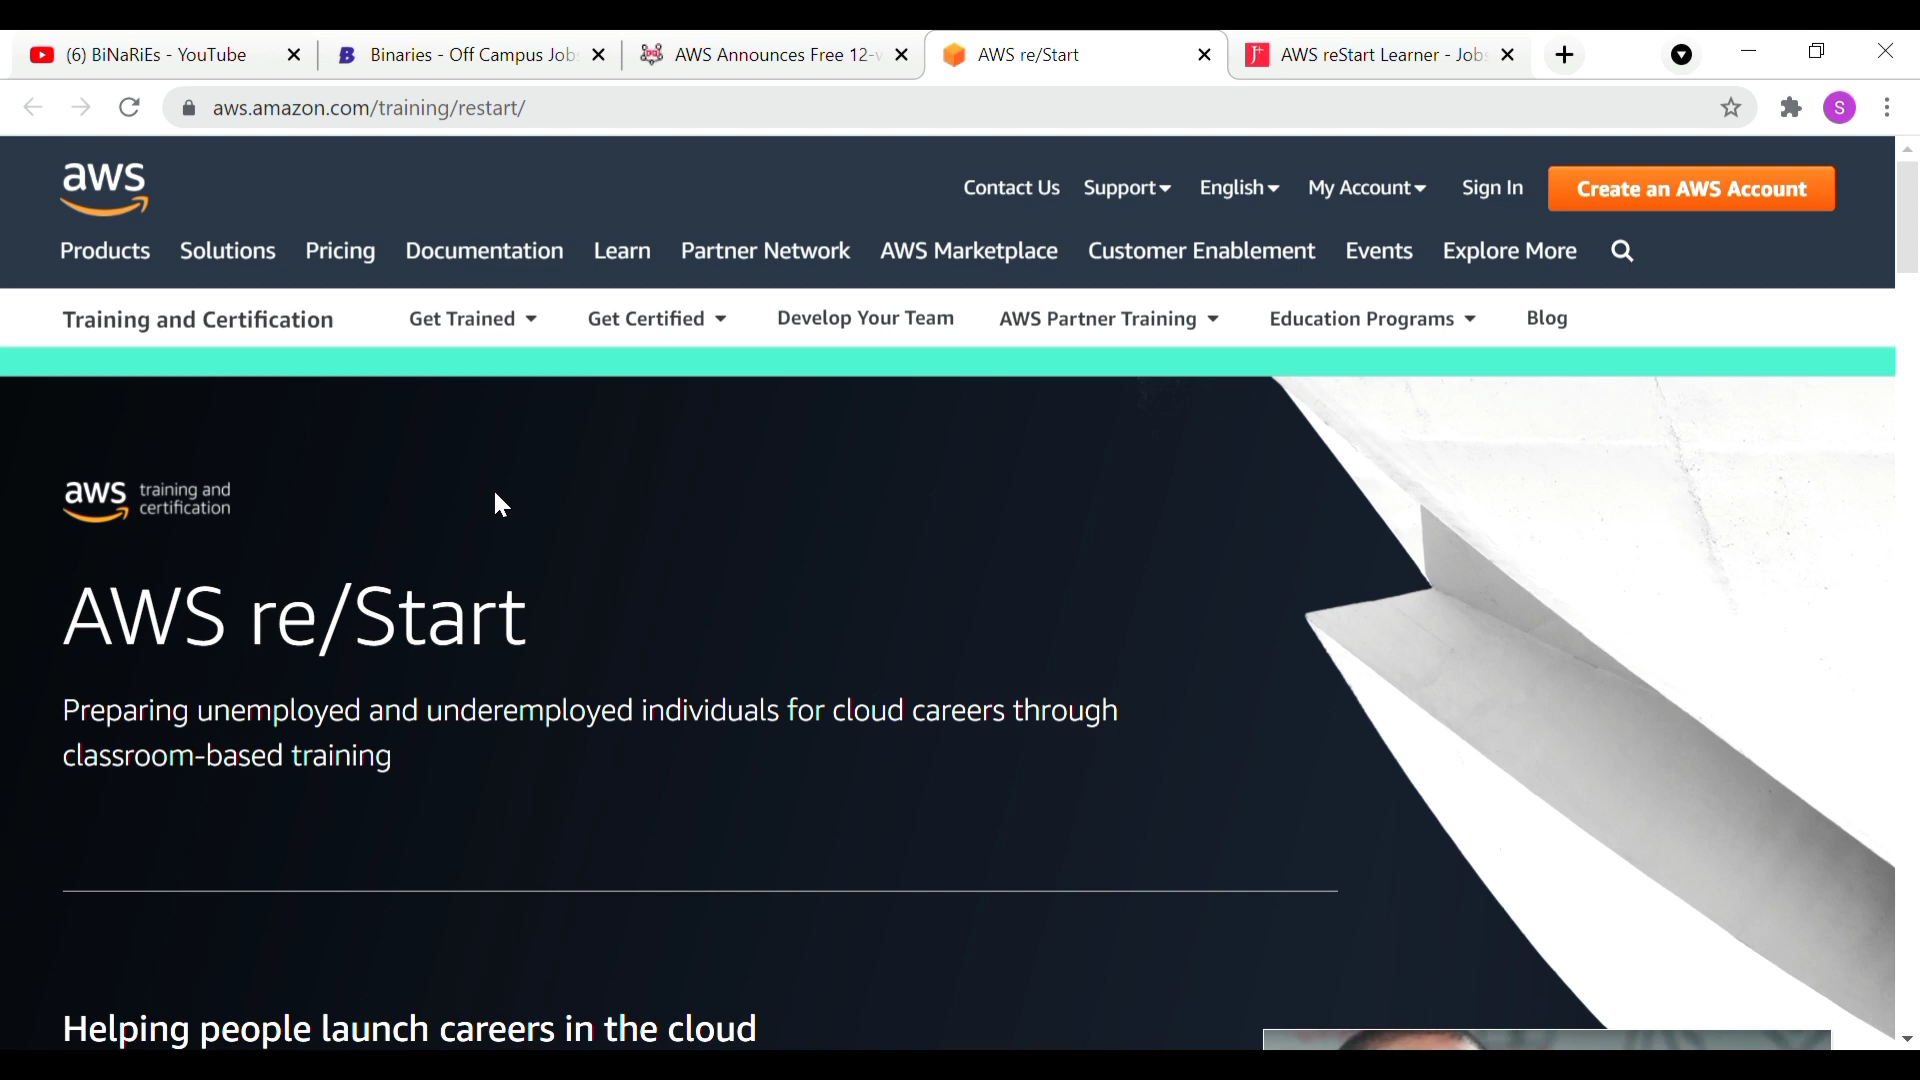 (6) BiNaRiEs - YouTube
Binaries - Off Campus Job
AWS Announces Free 12-
AWS re/Start
AWS reStart Learner - Jobs
aws.amazon.com/training/restart/
S
aws
Contact Us Support English My Account Sign In Create an AWS Account
Products Solutions Pricing Documentation Learn Partner Network AWS Marketplace Customer Enablement Events Explore More
Training and Certification Get Trained Get Certified Develop Your Team AWS Partner Training Education Programs Blog
aws training and
certification
AWS re/Start
Preparing unemployed and underemployed individuals for cloud careers through
classroom-based training
Helping people launch careers in the cloud